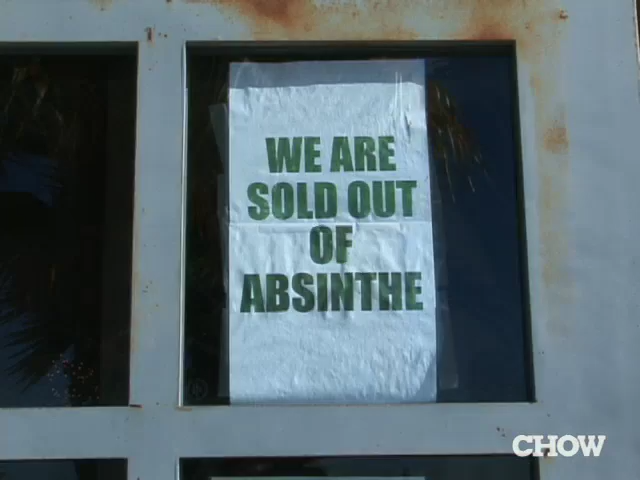 WE ARE
SOLD OUT
OF
ABSINTHE
CHOW